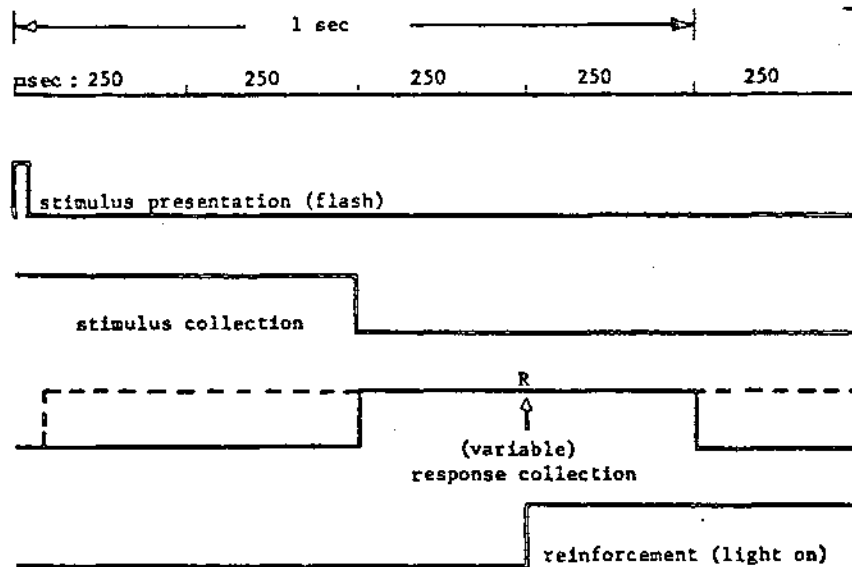 1 sec
msec : 250 250 250 250 250
stimulus presentation (flash)
stimulus collection
R
(variable)
response collection
reinforcement (light on)